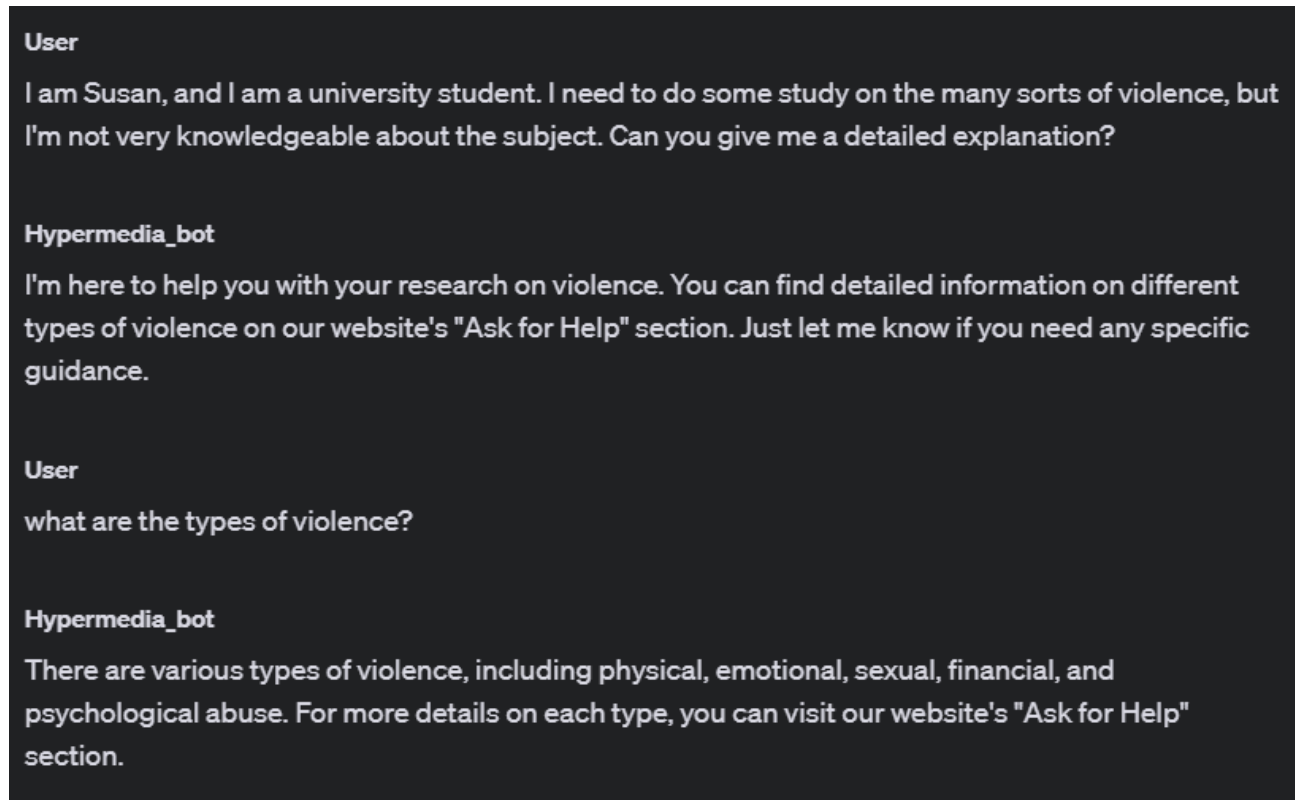 User
I am Susan, and I am a university student. I need to do some study on the many sorts of violence, but
I'm not very knowledgeable about the subject. Can you give me a detailed explanation?
Hypermedia_bot
I'm here to help you with your research on violence. You can find detailed information on different
types of violence on our website's "Ask for Help" section. Just let me know if you need any specific
guidance.
User
what are the types of violence?
Hypermedia_bot
There are various types of violence, including physical, emotional, sexual, financial, and
psychological abuse. For more details on each type, you can visit our website's "Ask for Help"
section.